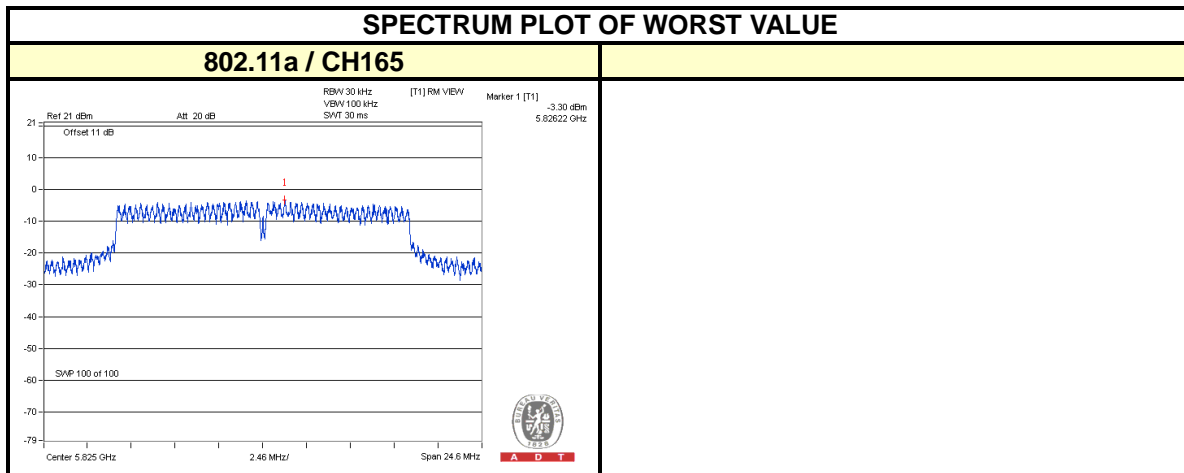 SPECTRUM PLOT OF WORST VALUE
802.11a / CH165
RBW 30 kHz [T1] RM VIEW Marker 1 [T1]
VBW 100 kHz -3.30 dBm
Ref 21 dBm Att 20 dB SWT 30 ms 5.82622 GHz
21
Offset 11 dB
10
1
0
-10
-20
-30
-40
-50
SWP 100 of 100
-60
-70
-79
Center 5.825 GHz 2.46 MHz/ Span 24.6 MHz
BUREAU VERITAS
1828
A D T